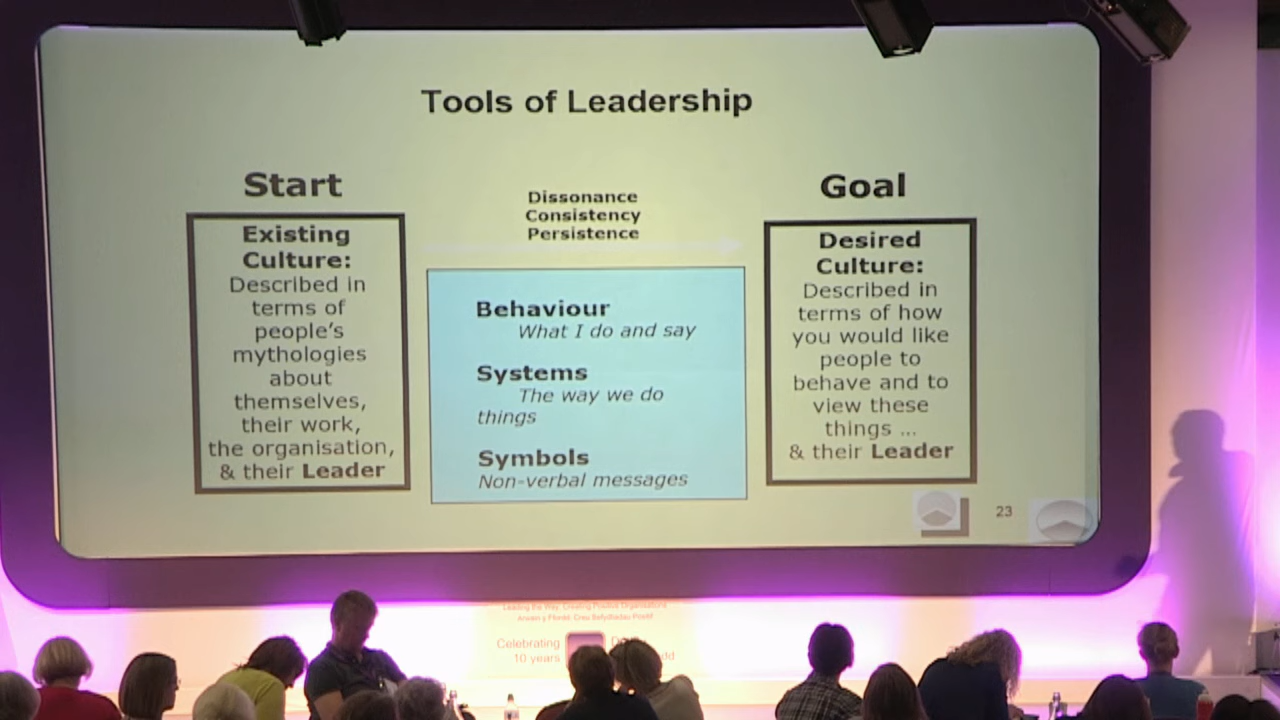 Tools of Leadership
Start
Existing
Culture:
Described in
terms of
people's
mythologies
about
themselves,
their work,
the organisation,
& their Leader
Dissonance
Consistency
Persistence
Behaviour
What I do and say
Systems
The way we do
things
Symbols
Non-verbal messages
Goal
Desired
Culture:
Described in
terms of how
you would like
people to
behave and to
view these
things ...
& their Leader
23
Leading the Way: Creating Positive Organisations
Celebrating
10 years